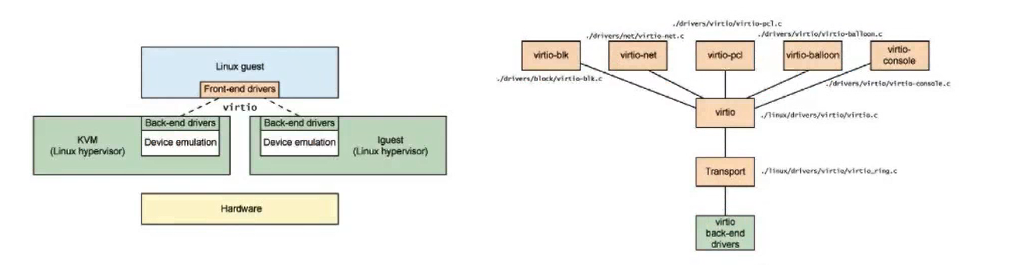 Linux guest
Front-end drivers
virtio
Back-end drivers
Device emulation
KVM
(Linux hypervisor)
Back-end drivers
Device emulation
lguest
(Linux hypervisor)
Hardware
./drivers/virtio/virtio-pcl.c
./drivers/net/virtio-net.c
./drivers/virtio/virtio-balloon.c
virtio-blk
virtio-net
virtio-pcl
virtio-balloon
virtio-
console
./drivers/block/virtio-blk.c
./drivers/virtio/virtio-console.c
virtio
./linux/drivers/virtio/virtio.c
Transport
./linux/drivers/virtio/virtio_ring.c
virtio
back-end
drivers